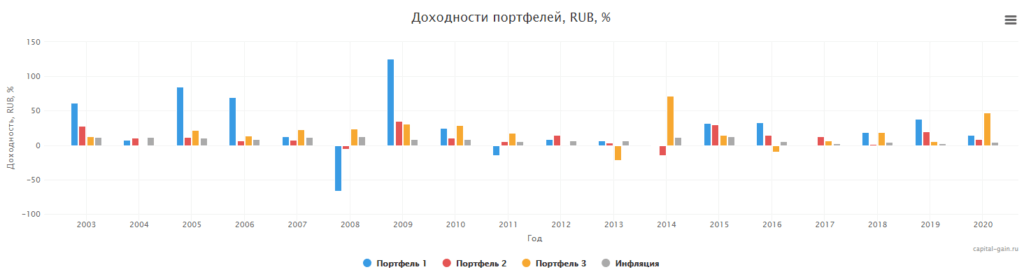 Доходности портфелей, RUB, %
Доходность, RUB, %
150
100
50
0
−50
−100
2003 2004 2005 2006 2007 2008 2009 2010 2011 2012 2013 2014 2015 2016 2017 2018 2019 2020
Год
capital-gain.ru
Портфель 1 Портфель 2 Портфель 3 Инфляция